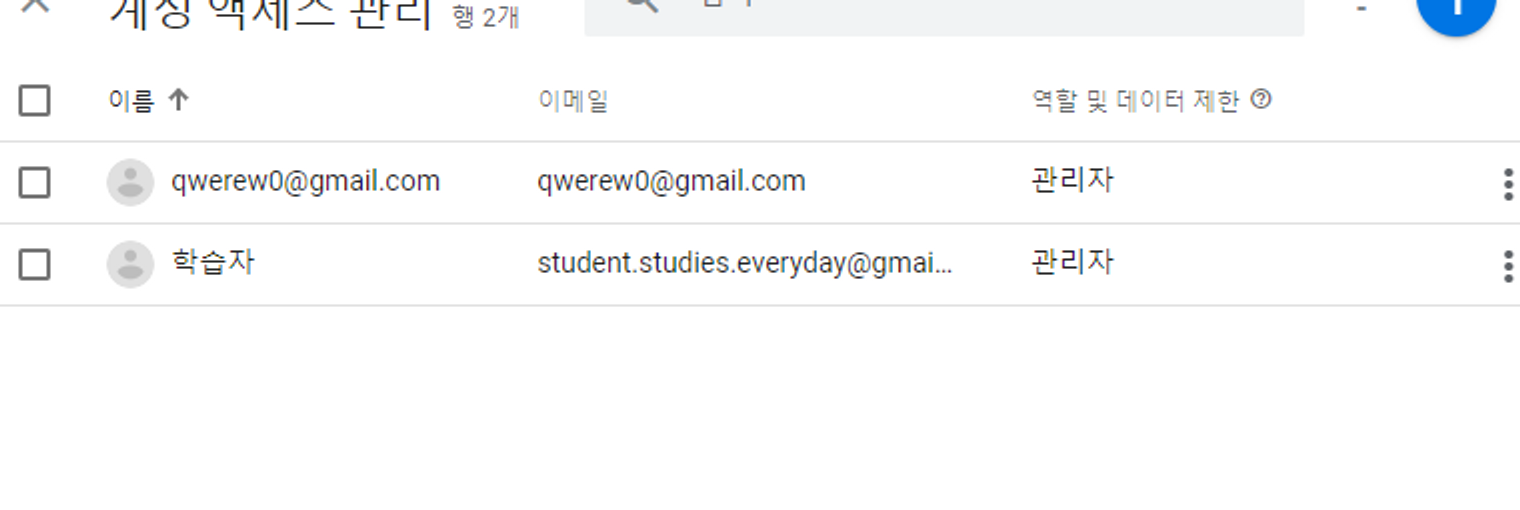 계정 액세스 관리 행 2개
이름 이메일 역할 및 데이터 제한
qwerew0@gmail.com qwerew0@gmail.com 관리자
학습자 student.studies.everyday@gmai... 관리자